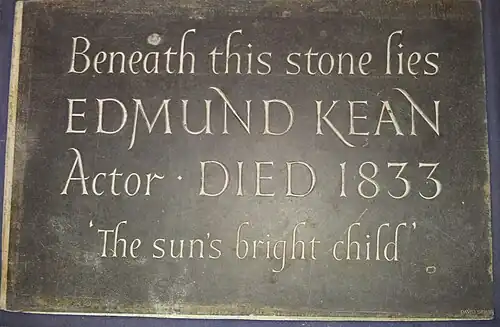 Beneath this stone lies
EDMUND KEAN
Actor · DIED 1833
'The sun's bright child'